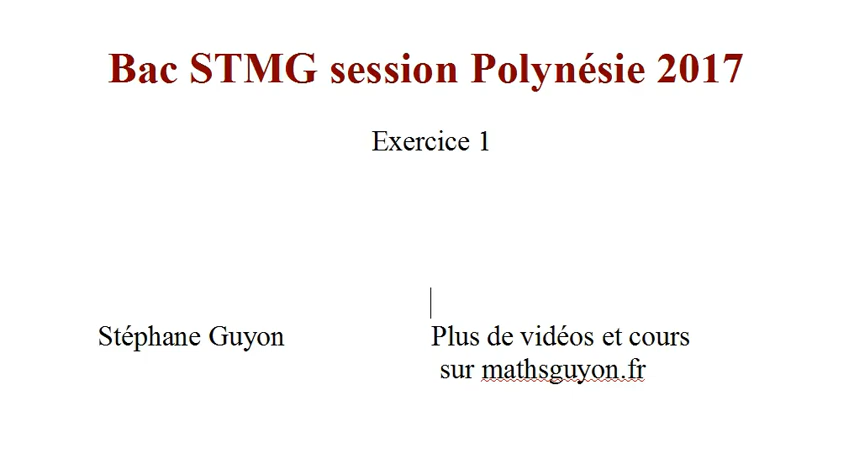 Bac STMG session Polynésie 2017
Exercice 1
Stéphane Guyon
Plus de vidéos et cours
sur mathsguyon.fr